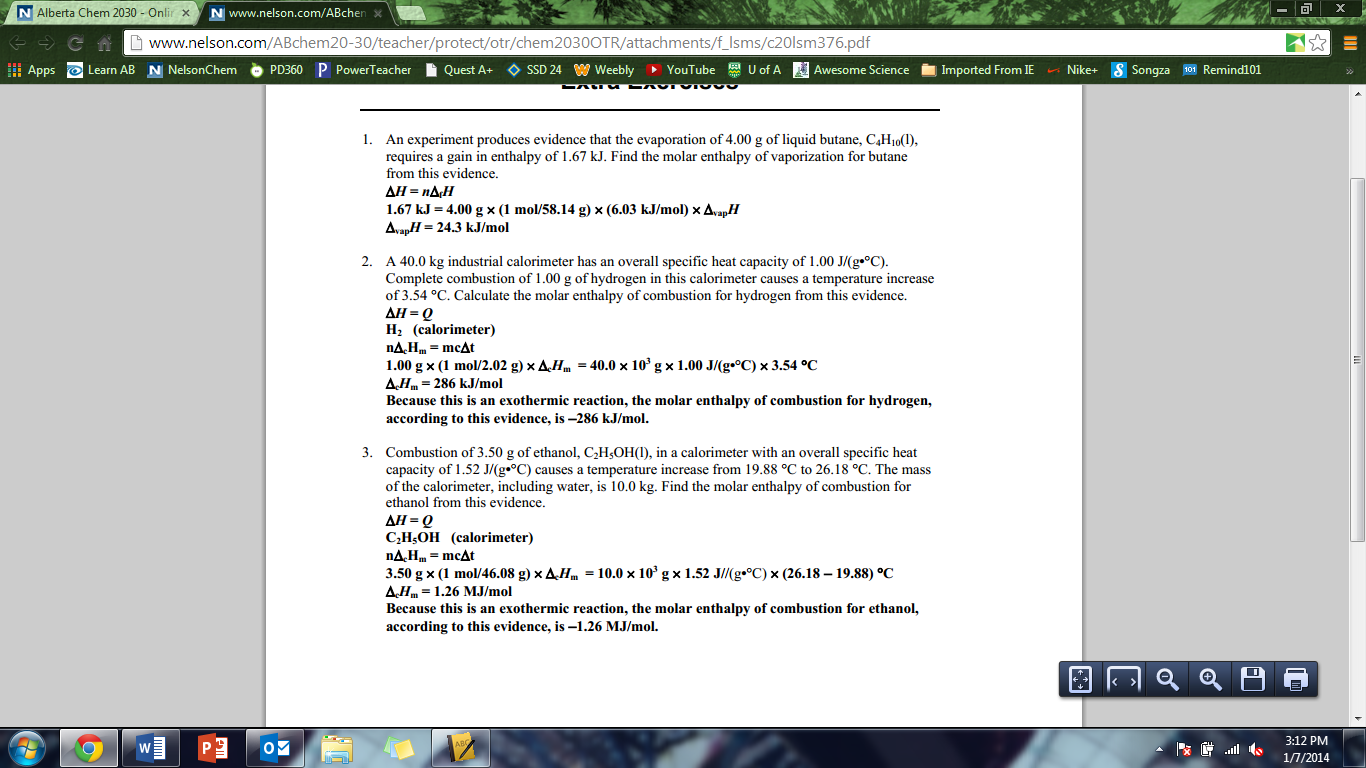 Alberta Chem 2030 - Onli
www.nelson.com/ABchen
www.nelson.com/ABchem20-30/teacher/protect/otr/chem2030OTR/attachments/f_lsms/c20lsm376.pdf
Apps Learn AB NelsonChem PD360 PowerTeacher Quest A+ SSD 24 Weebly YouTube U of A Awesome Science Imported From IE Nike+ Songza Remind101
Extra Exercises
1. An experiment produces evidence that the evaporation of 4.00 g of liquid butane, C₄H₁₀(l),
requires a gain in enthalpy of 1.67 kJ. Find the molar enthalpy of vaporization for butane
from this evidence.
ΔH = nΔfH
1.67 kJ = 4.00 g × (1 mol/58.14 g) × (6.03 kJ/mol) × ΔvapH
ΔvapH = 24.3 kJ/mol
2. A 40.0 kg industrial calorimeter has an overall specific heat capacity of 1.00 J/(g•°C).
Complete combustion of 1.00 g of hydrogen in this calorimeter causes a temperature increase
of 3.54 °C. Calculate the molar enthalpy of combustion for hydrogen from this evidence.
ΔH = Q
H₂ (calorimeter)
nΔcHm = mcΔt
1.00 g × (1 mol/2.02 g) × ΔcHm = 40.0 × 10³ g × 1.00 J/(g•°C) × 3.54 °C
ΔcHm = 286 kJ/mol
Because this is an exothermic reaction, the molar enthalpy of combustion for hydrogen,
according to this evidence, is –286 kJ/mol.
3. Combustion of 3.50 g of ethanol, C₂H₅OH(l), in a calorimeter with an overall specific heat
capacity of 1.52 J/(g•°C) causes a temperature increase from 19.88 °C to 26.18 °C. The mass
of the calorimeter, including water, is 10.0 kg. Find the molar enthalpy of combustion for
ethanol from this evidence.
ΔH = Q
C₂H₅OH (calorimeter)
nΔcHm = mcΔt
3.50 g × (1 mol/46.08 g) × ΔcHm = 10.0 × 10³ g × 1.52 J//(g•°C) × (26.18 – 19.88) °C
ΔcHm = 1.26 MJ/mol
Because this is an exothermic reaction, the molar enthalpy of combustion for ethanol,
according to this evidence, is –1.26 MJ/mol.
3:12 PM
1/7/2014